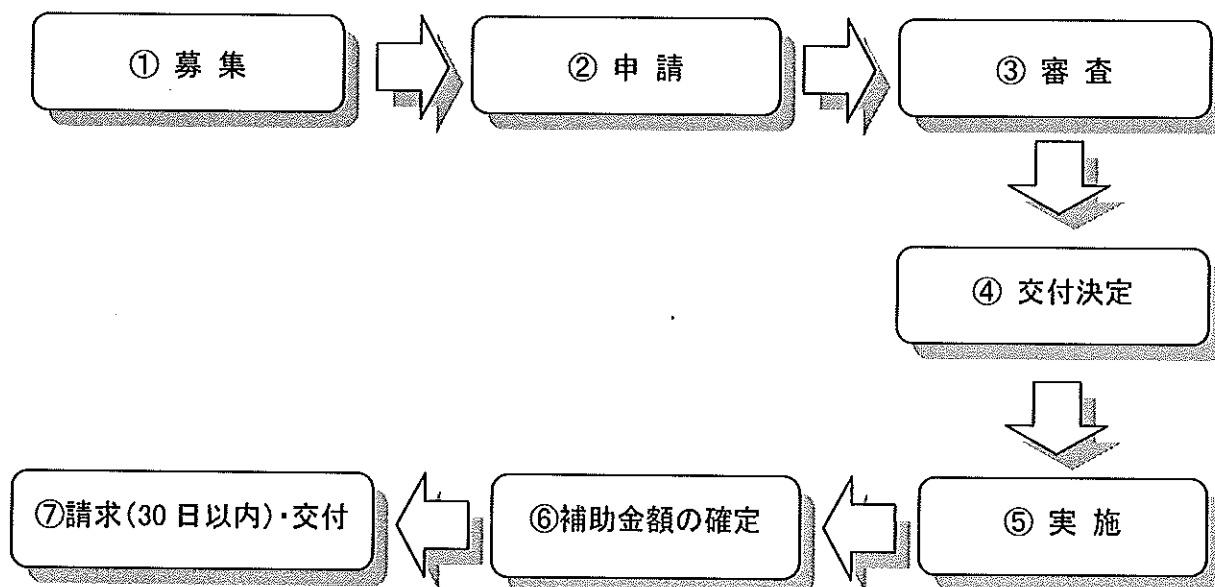 ① 募 集
② 申 請
③ 審 査
④ 交付決定
⑤ 実 施
⑥補助金額の確定
⑦請求(30 日以内)・交付